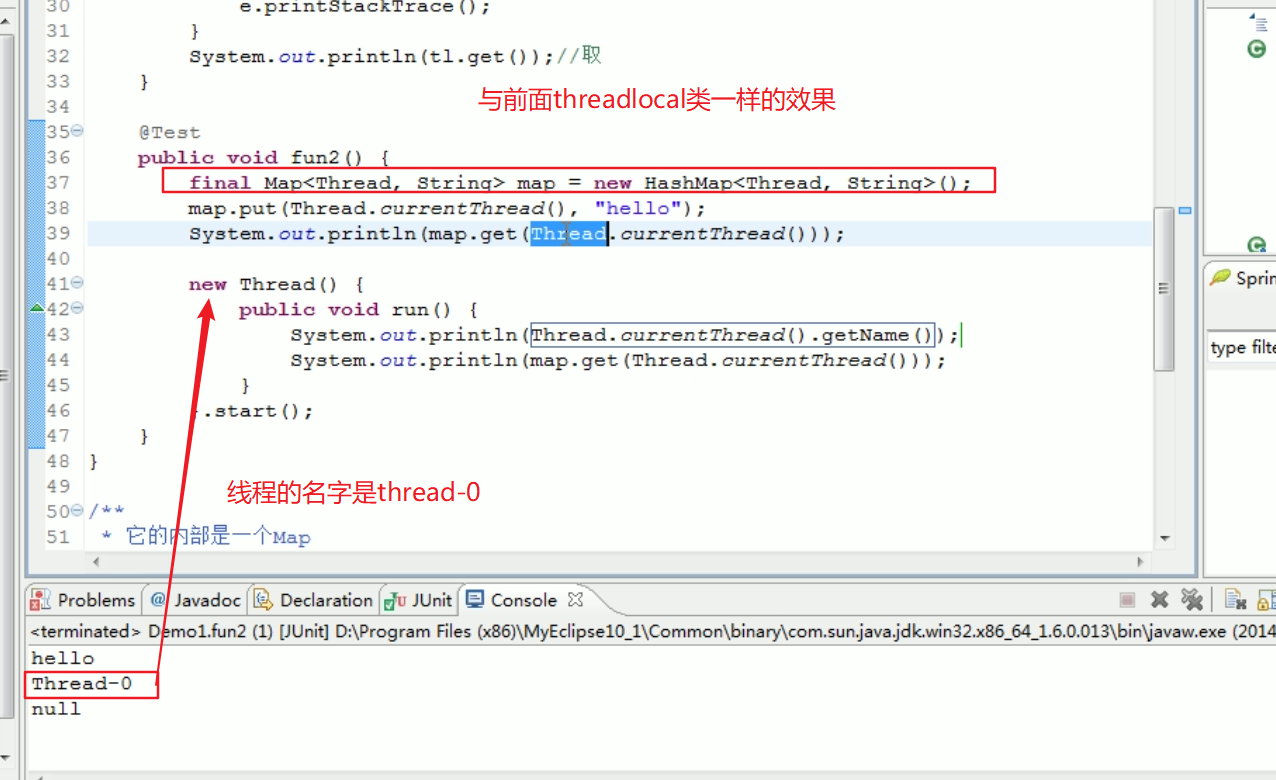 30 e.printStackTrace();
31 }
32 System.out.println(tl.get());//取
33 }
34
与前面threadlocal类一样的效果
35 @Test
36 public void fun2() {
37 final Map<Thread, String> map = new HashMap<Thread, String>();
38 map.put(Thread.currentThread(), "hello");
39 System.out.println(map.get(Thread.currentThread()));
40
41 new Thread() {
42 public void run() {
43 System.out.println(Thread.currentThread().getName());
44 System.out.println(map.get(Thread.currentThread()));
45 }
46 .start();
47 }
48 }
49
线程的名字是thread-0
50 /**
51 * 它的内部是一个Map
Sprin
type filte
Problems @ Javadoc Declaration JUnit Console
<terminated> Demo1.fun2 (1) [JUnit] D:\Program Files (x86)\MyEclipse10_1\Common\binary\com.sun.java.jdk.win32.x86_64_1.6.0.013\bin\javaw.exe (2014
hello
Thread-0
null